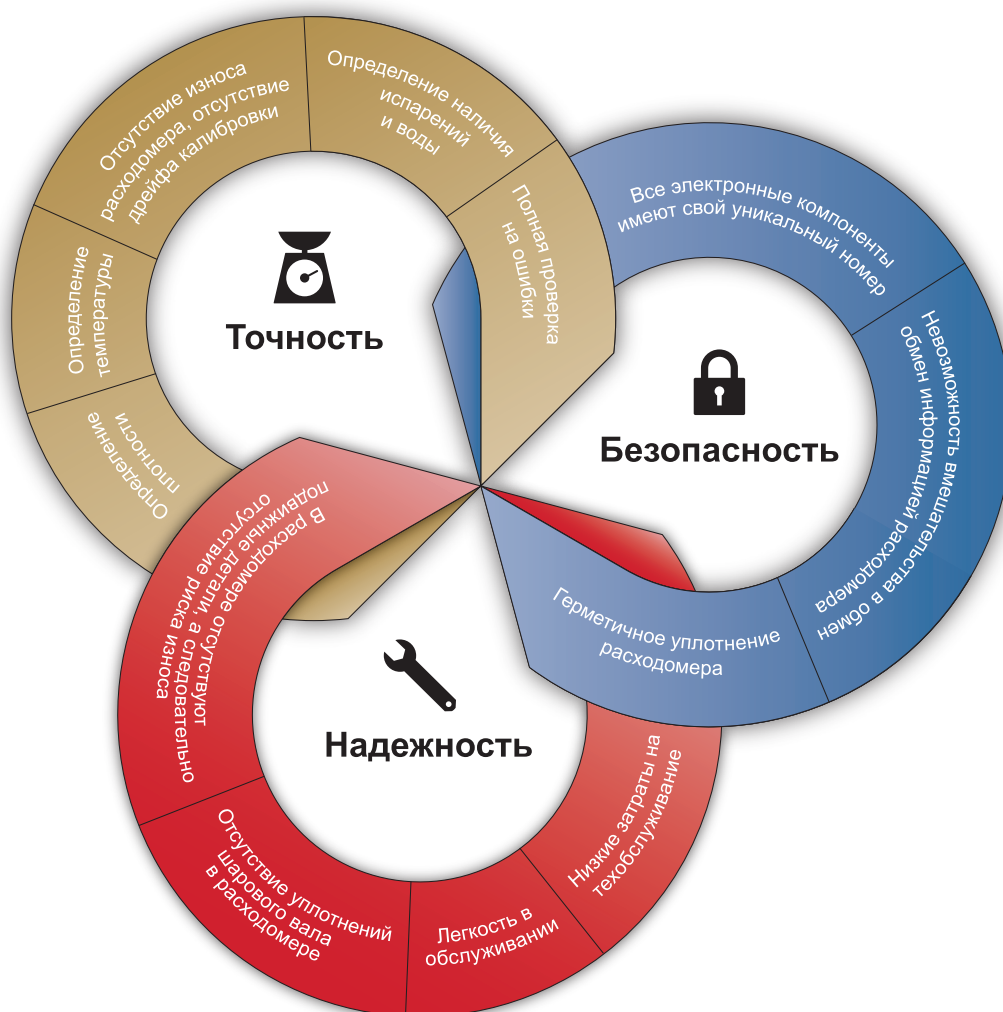 Определение наличия
испарений
и воды
Полная проверка
на ошибки
Отсутствие износа
расходомера, отсутствие
дрейфа калибровки
Определение
температуры
Определение
плотности
Точность
Все электронные компоненты
имеют свой уникальный номер
Невозможность вмешательства в обмен
обмен информацией расходомера
Герметичное уплотнение
расходомера
Безопасность
В расходомере отсутствуют
подвижные детали, а следовательно
отсутствие риска износа
Отсутствие уплотнений
шарового вала
в расходомере
Легкость в
обслуживании
Низкие затраты на
техобслуживание
Надежность